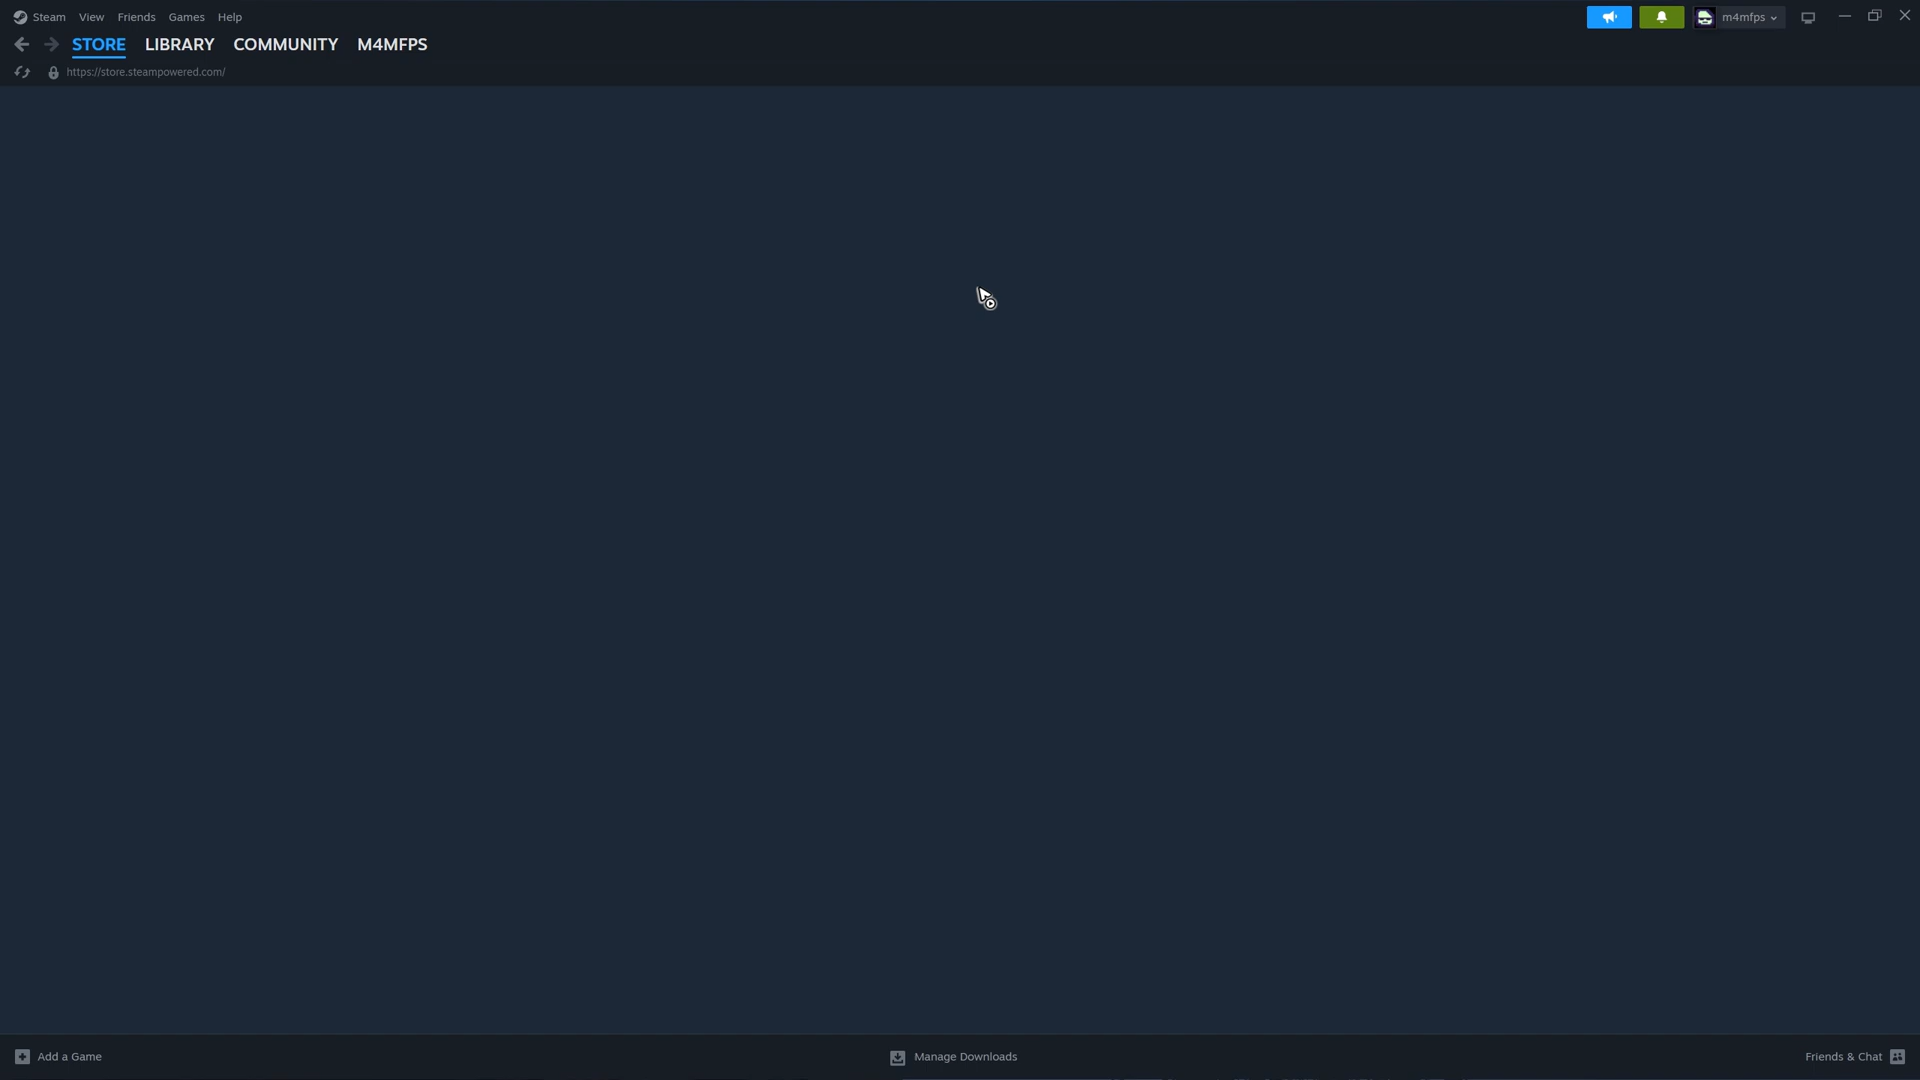 Steam View Friends Games Help m4mfps
STORE LIBRARY COMMUNITY M4MFPS
https://store.steampowered.com/
Add a Game Manage Downloads Friends & Chat